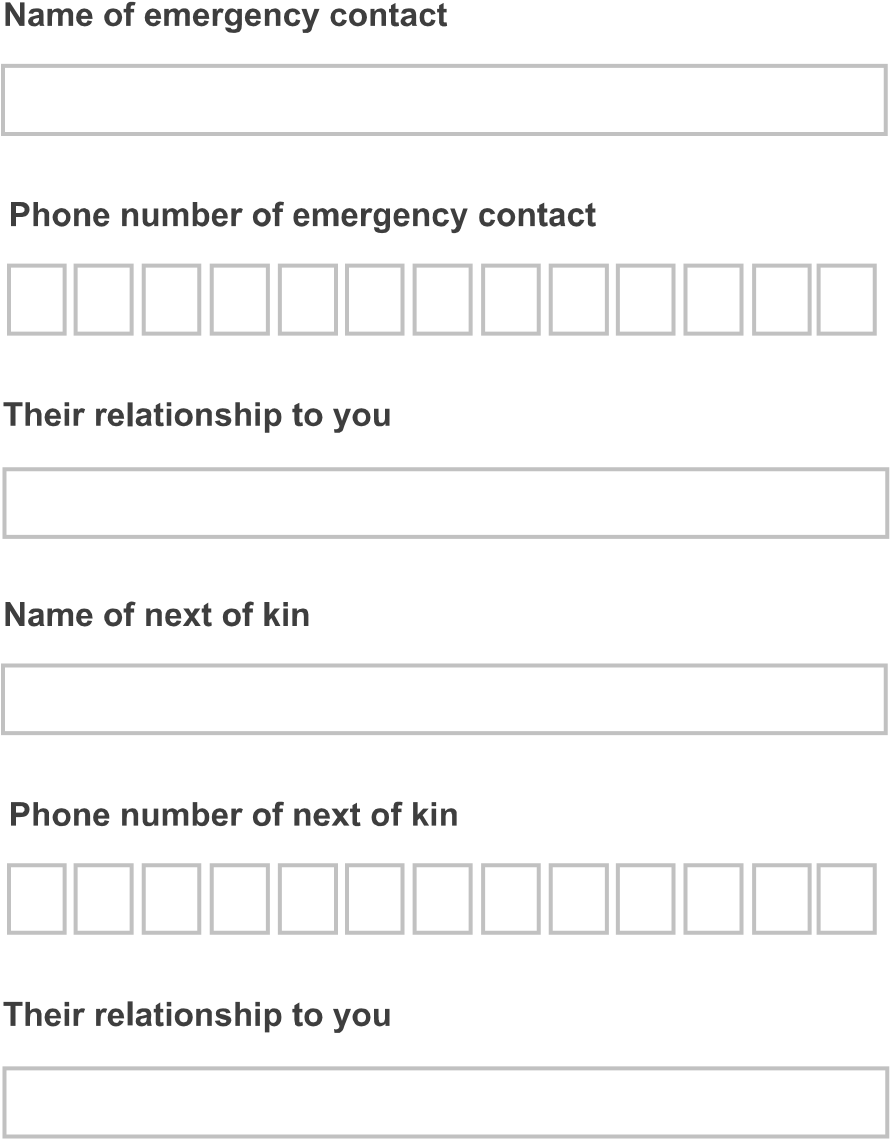 Name of emergency contact
Phone number of emergency contact
Their relationship to you
Name of next of kin
Phone number of next of kin
Their relationship to you